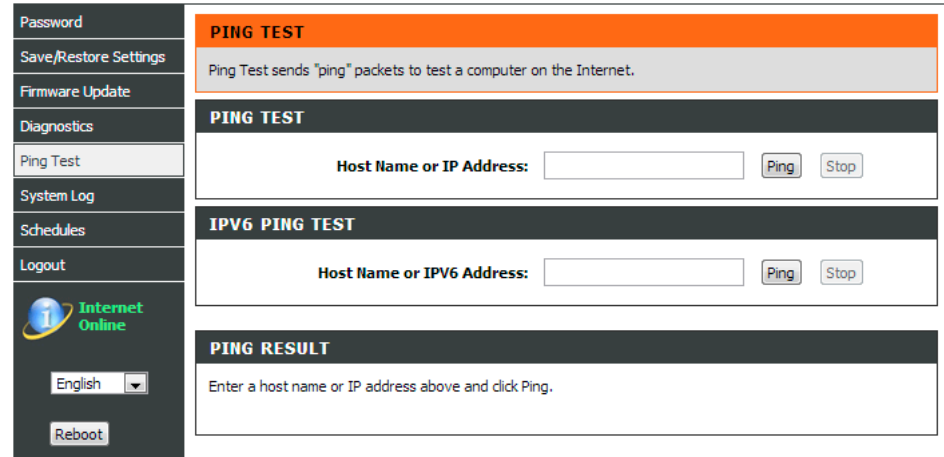 Password
Save/Restore Settings
Firmware Update
Diagnostics
Ping Test
System Log
Schedules
Logout
Internet
Online
English
Reboot
PING TEST
Ping Test sends "ping" packets to test a computer on the Internet.
PING TEST
Host Name or IP Address: Ping Stop
IPV6 PING TEST
Host Name or IPV6 Address: Ping Stop
PING RESULT
Enter a host name or IP address above and click Ping.